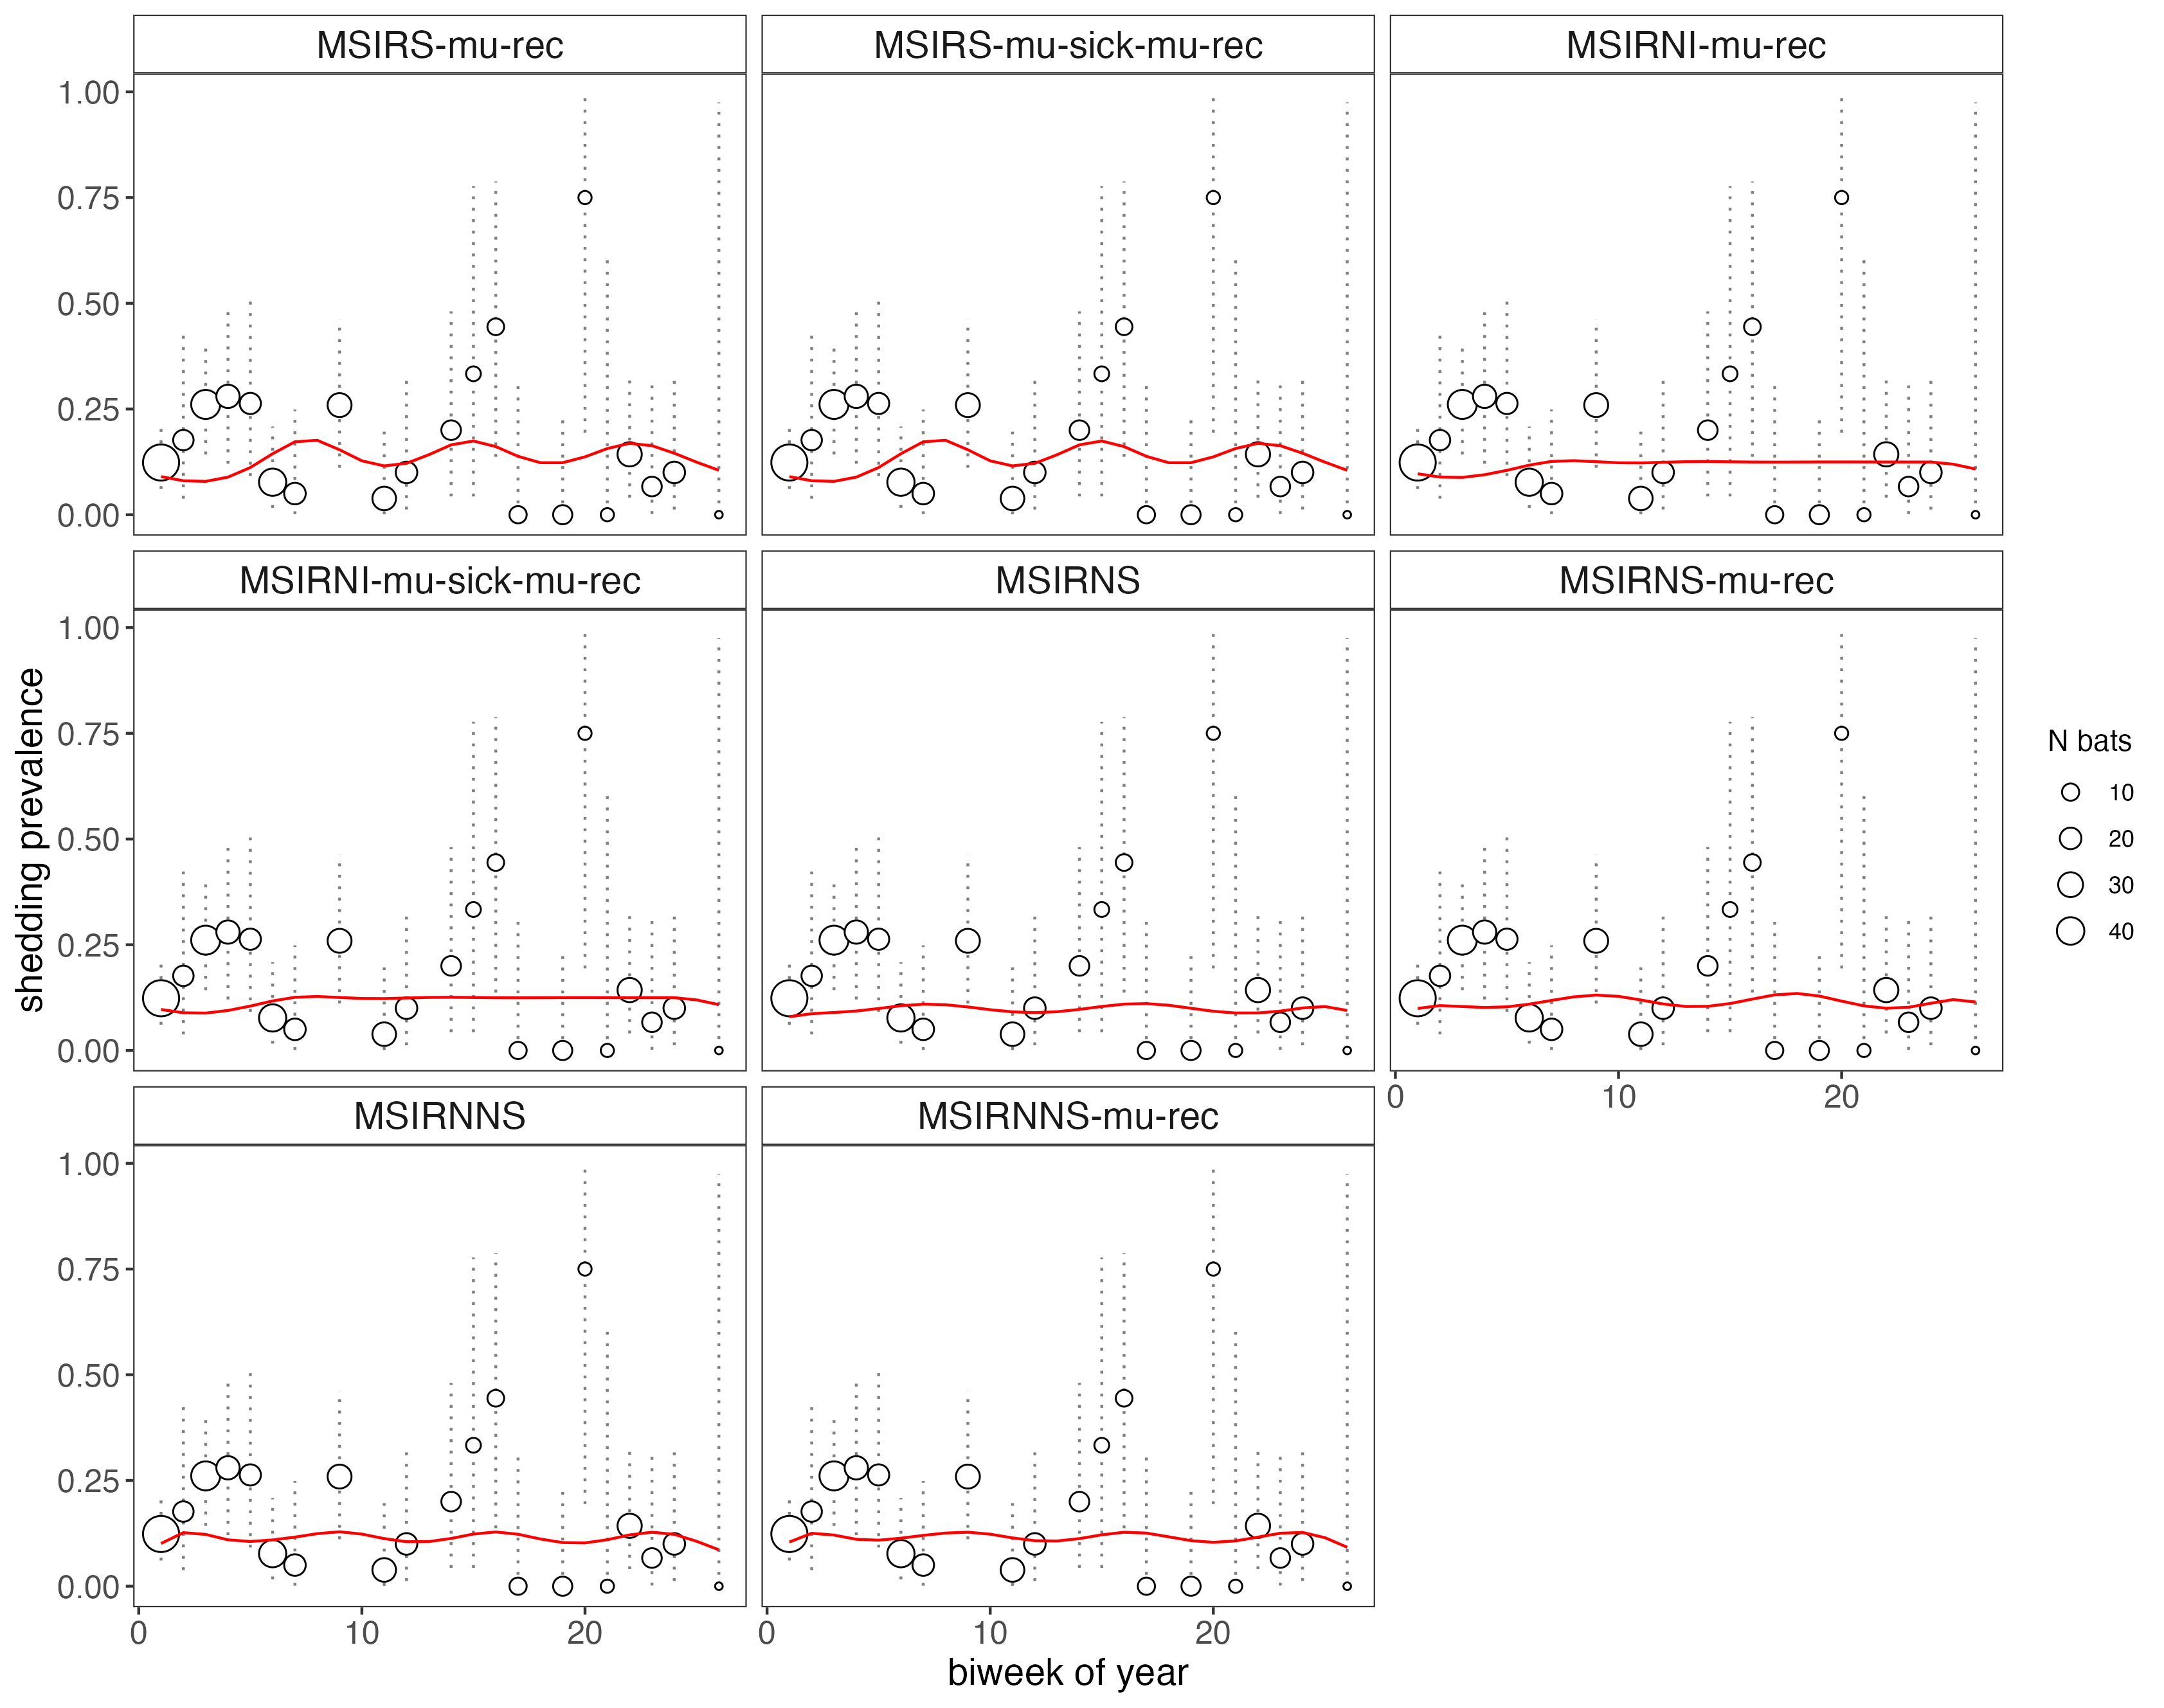 MSIRS-mu-rec
MSIRS-mu-sick-mu-rec
MSIRNI-mu-rec
1.00
0.75
0.50
0.25
0.00
MSIRNI-mu-sick-mu-rec
MSIRNS
MSIRNS-mu-rec
1.00
0.75
0.50
0.25
0.00
0 10 20
MSIRNNS
MSIRNNS-mu-rec
1.00
0.75
0.50
0.25
0.00
0 10 20
0 10 20
biweek of year
shedding prevalence
N bats
10
20
30
40